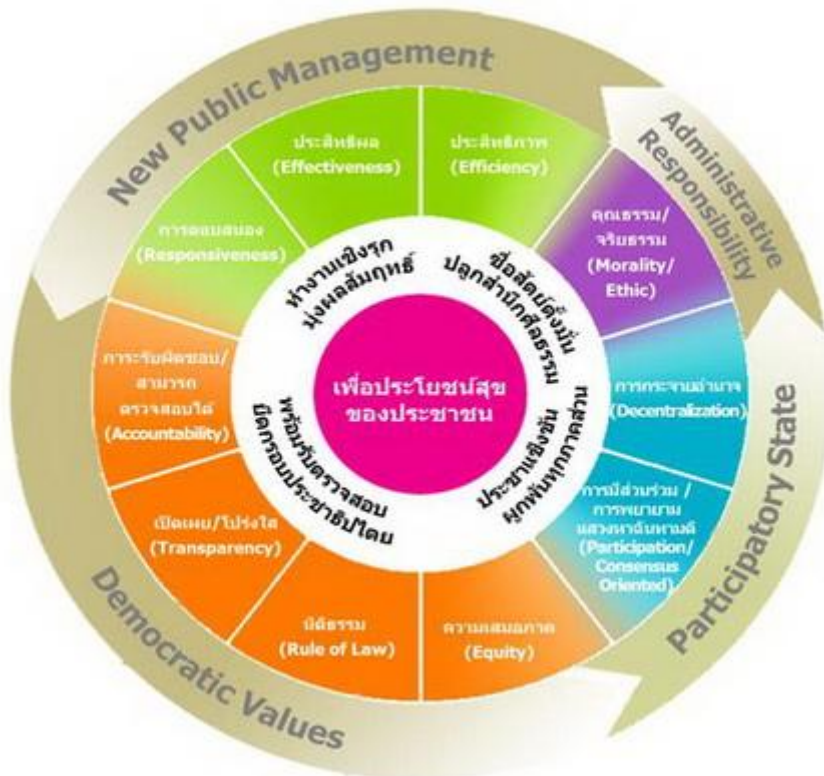 New Public Management
Administrative
Responsibility
Participatory State
Democratic Values
ประสิทธิผล
(Effectiveness)
ประสิทธิภาพ
(Efficiency)
คุณธรรม/
จริยธรรม
(Morality/
Ethic)
การกระจายอำนาจ
(Decentralization)
การมีส่วนร่วม /
การพยายาม
แสวงหาฉันทามติ
(Participation/
Consensus
Oriented)
ความเสมอภาค
(Equity)
นิติธรรม
(Rule of Law)
เปิดเผย/โปร่งใส
(Transparency)
ภาระรับผิดชอบ/
สามารถ
ตรวจสอบได้
(Accountability)
การตอบสนอง
(Responsiveness)
ทำงานเชิงรุก
มุ่งผลสัมฤทธิ์
ซื่อสัตย์ตั้งมั่น
ปลูกสำนึกศีลธรรม
ประชาแข็งขัน
ผูกพันทุกภาคส่วน
พร้อมรับตรวจสอบ
ยึดกรอบประชาธิปไตย
เพื่อประโยชน์สุข
ของประชาชน